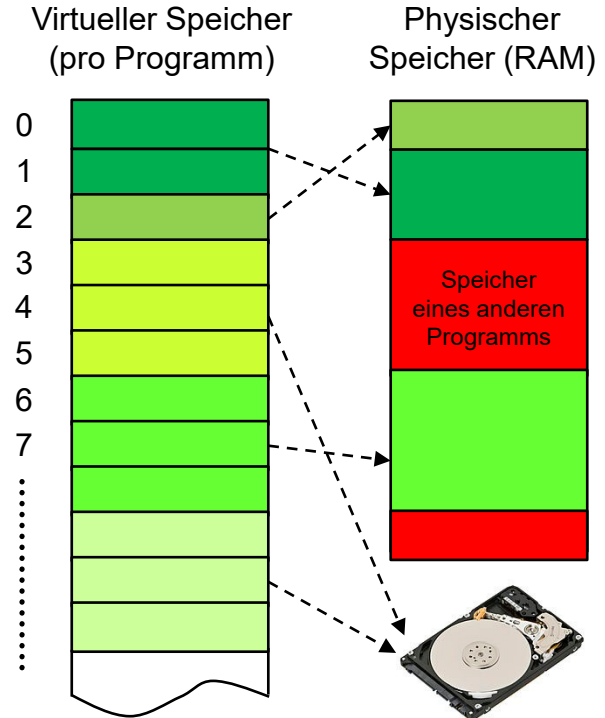 Virtueller Speicher
(pro Programm)
Physischer
Speicher (RAM)
0
1
2
3
4
5
6
7
Speicher
eines anderen
Programms